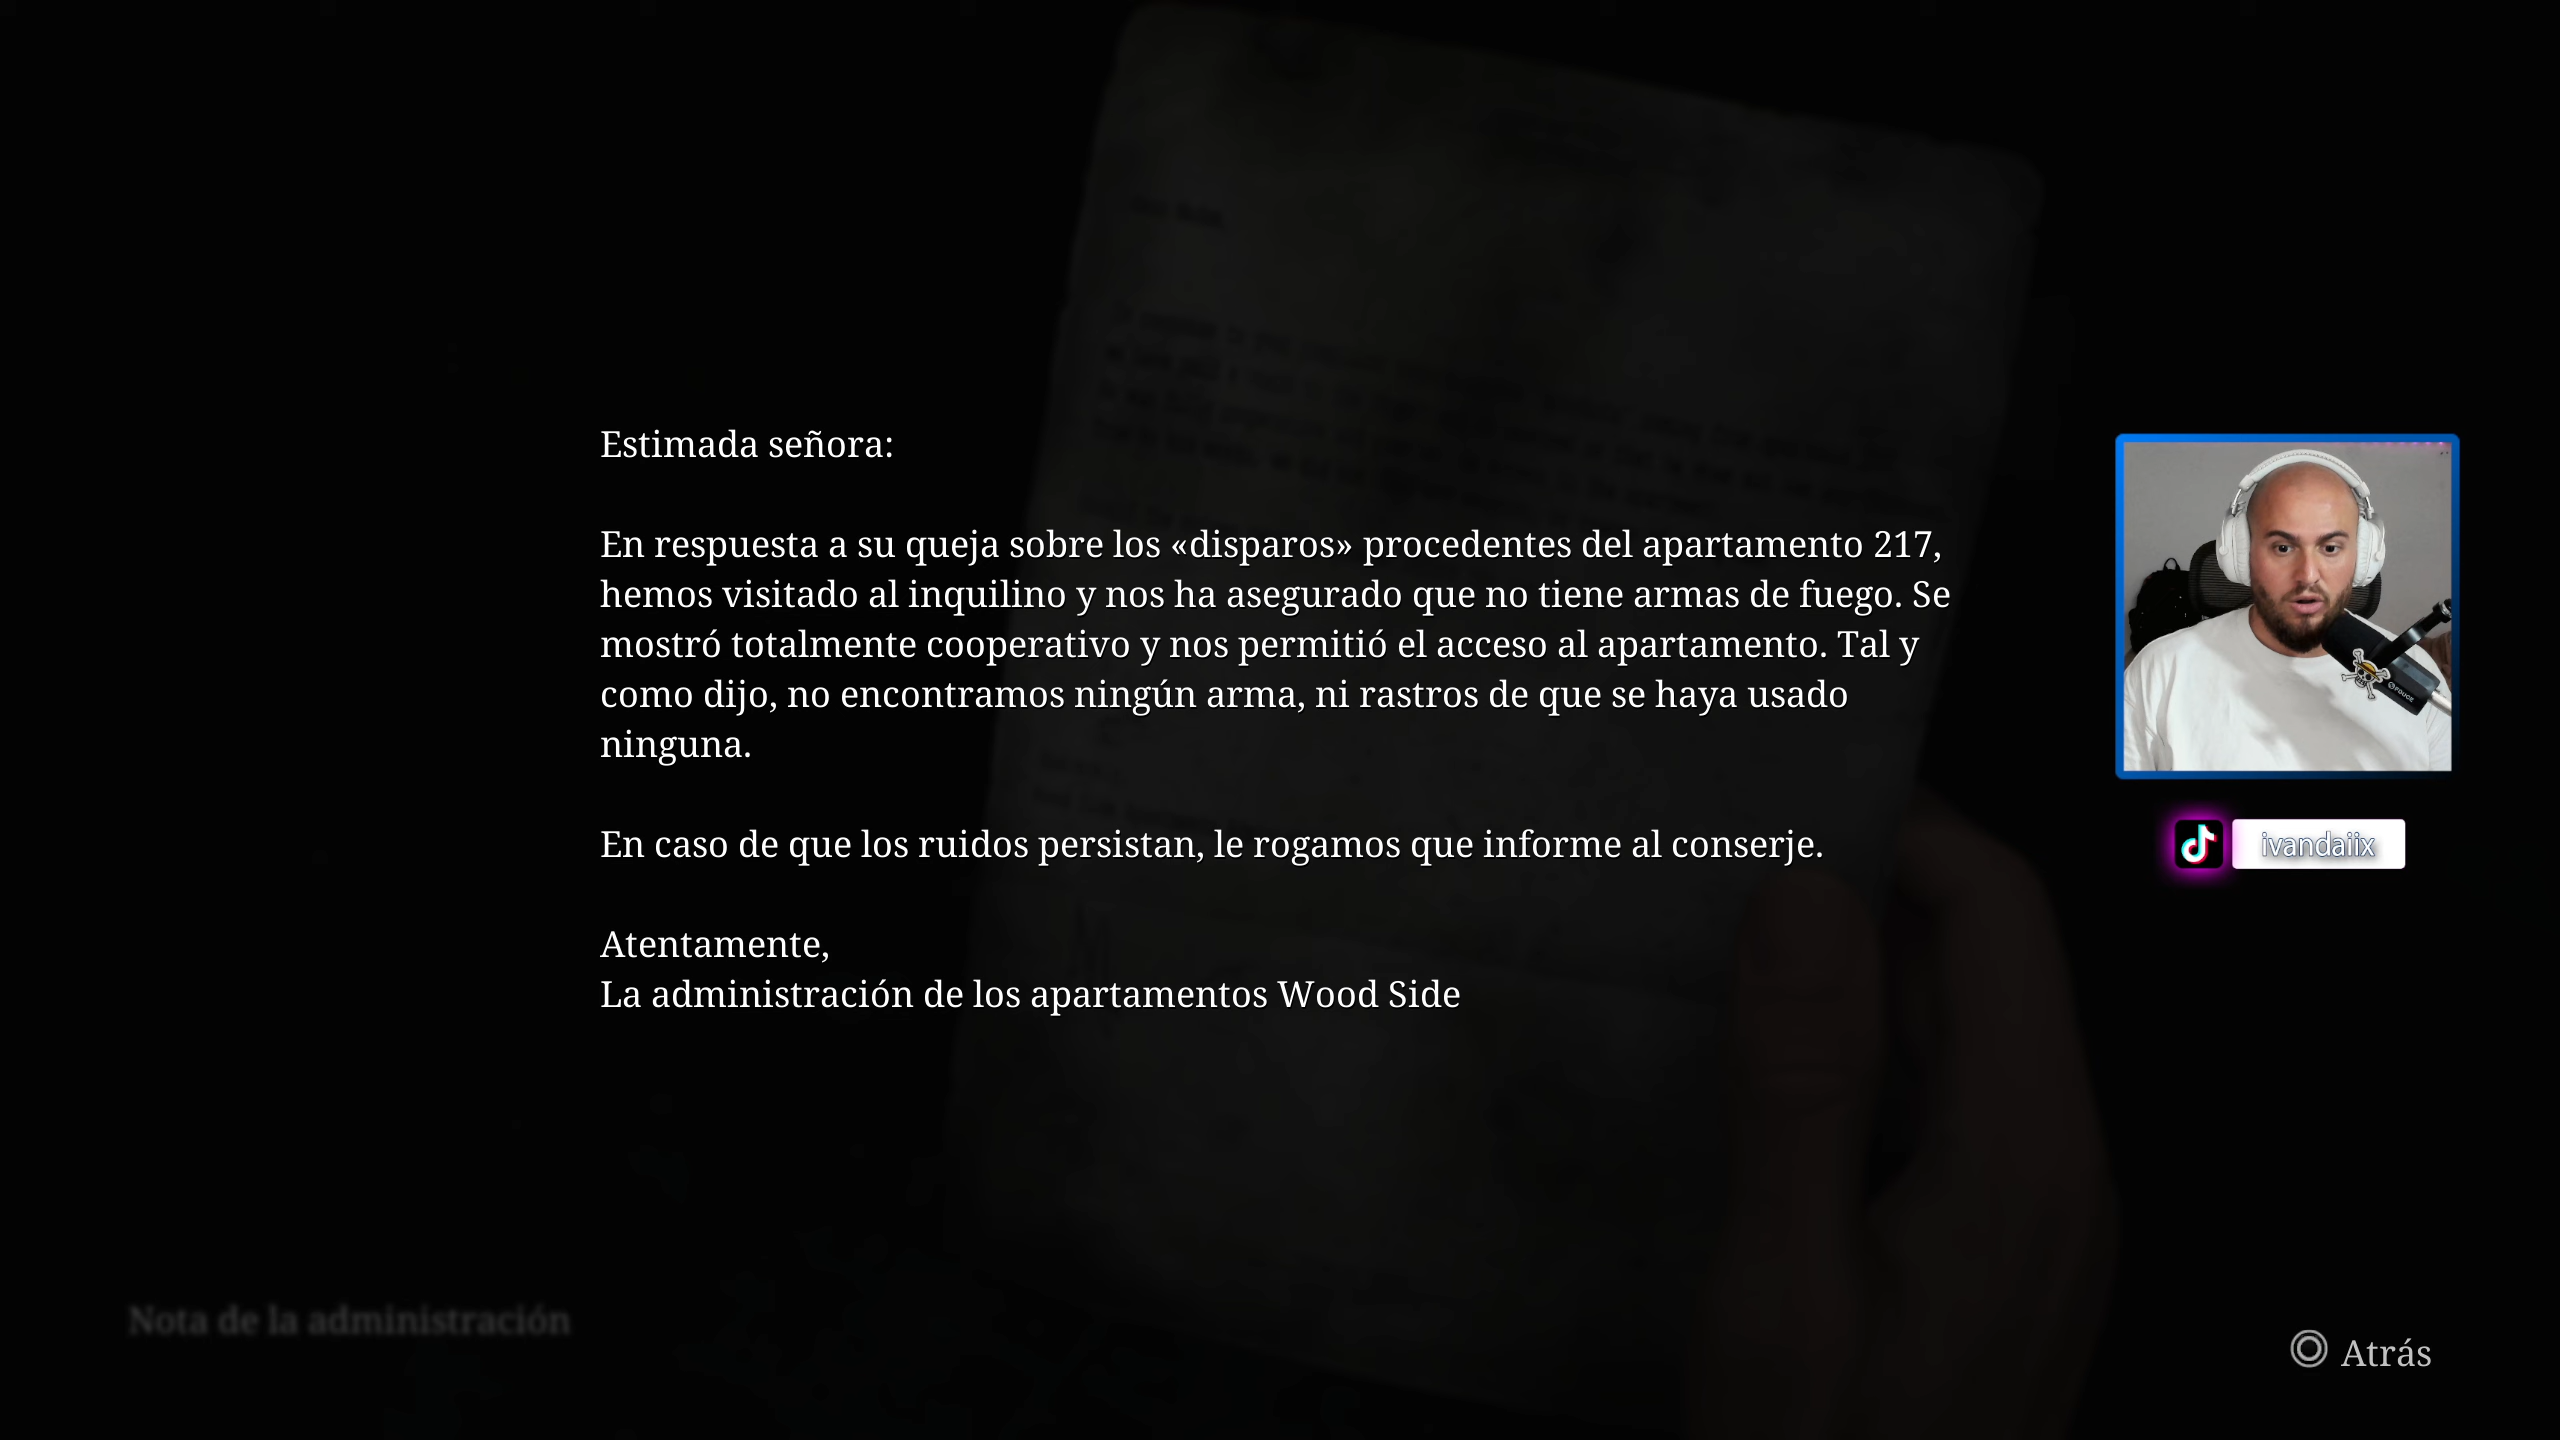 Estimada señora:
En respuesta a su queja sobre los «disparos» procedentes del apartamento 217,
hemos visitado al inquilino y nos ha asegurado que no tiene armas de fuego. Se
mostró totalmente cooperativo y nos permitió el acceso al apartamento. Tal y
como dijo, no encontramos ningún arma, ni rastros de que se haya usado
ninguna.
En caso de que los ruidos persistan, le rogamos que informe al conserje.
ivandaiix
Atentamente,
La administración de los apartamentos Wood Side
Nota de la administración
Atrás